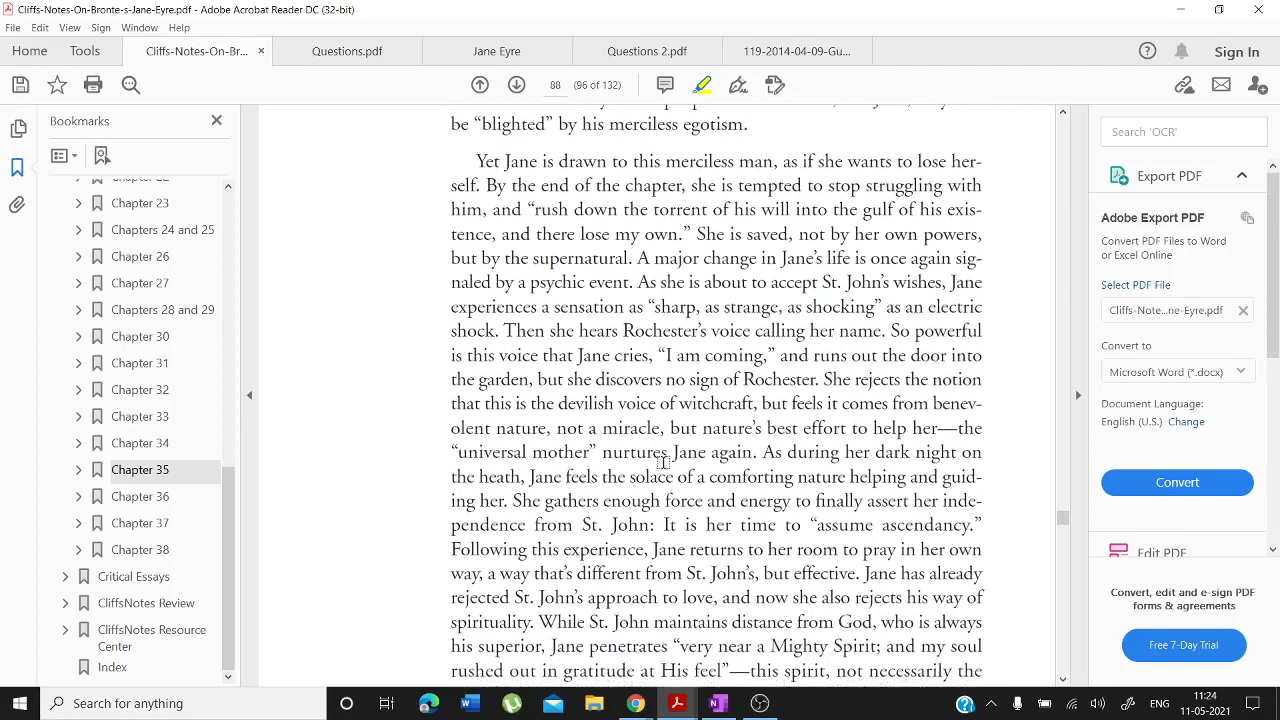 Cliffs-Notes-On-Bronte-s-Jane-Eyre.pdf - Adobe Acrobat Reader DC (32-bit)
File Edit View Sign Window Help
Home Tools Cliffs-Notes-On-Br... × Questions.pdf Jane Eyre Questions 2.pdf 119-2014-04-09-Gu... Sign In
88 (96 of 132)
Bookmarks
Chapter 22
Chapter 23
Chapters 24 and 25
Chapter 26
Chapter 27
Chapters 28 and 29
Chapter 30
Chapter 31
Chapter 32
Chapter 33
Chapter 34
Chapter 35
Chapter 36
Chapter 37
Chapter 38
Critical Essays
CliffsNotes Review
CliffsNotes Resource
Center
Index
be “blighted” by his merciless egotism.
Yet Jane is drawn to this merciless man, as if she wants to lose her-
self. By the end of the chapter, she is tempted to stop struggling with
him, and “rush down the torrent of his will into the gulf of his exis-
tence, and there lose my own.” She is saved, not by her own powers,
but by the supernatural. A major change in Jane’s life is once again sig-
naled by a psychic event. As she is about to accept St. John’s wishes, Jane
experiences a sensation as “sharp, as strange, as shocking” as an electric
shock. Then she hears Rochester’s voice calling her name. So powerful
is this voice that Jane cries, “I am coming,” and runs out the door into
the garden, but she discovers no sign of Rochester. She rejects the notion
that this is the devilish voice of witchcraft, but feels it comes from benev-
olent nature, not a miracle, but nature’s best effort to help her—the
“universal mother” nurtures Jane again. As during her dark night on
the heath, Jane feels the solace of a comforting nature helping and guid-
ing her. She gathers enough force and energy to finally assert her inde-
pendence from St. John: It is her time to “assume ascendancy.”
Following this experience, Jane returns to her room to pray in her own
way, a way that’s different from St. John’s, but effective. Jane has already
rejected St. John’s approach to love, and now she also rejects his way of
spirituality. While St. John maintains distance from God, who is always
his superior, Jane penetrates “very near a Mighty Spirit; and my soul
rushed out in gratitude at His feel”—this spirit, not necessarily the
Search 'OCR'
Export PDF
Adobe Export PDF
Convert PDF Files to Word
or Excel Online
Select PDF File
Cliffs-Note...ne-Eyre.pdf
Convert to
Microsoft Word (*.docx)
Document Language:
English (U.S.) Change
Convert
Edit PDF
Convert, edit and e-sign PDF
forms & agreements
Free 7-Day Trial
Type here to search
ENG
11:24
11-05-2021